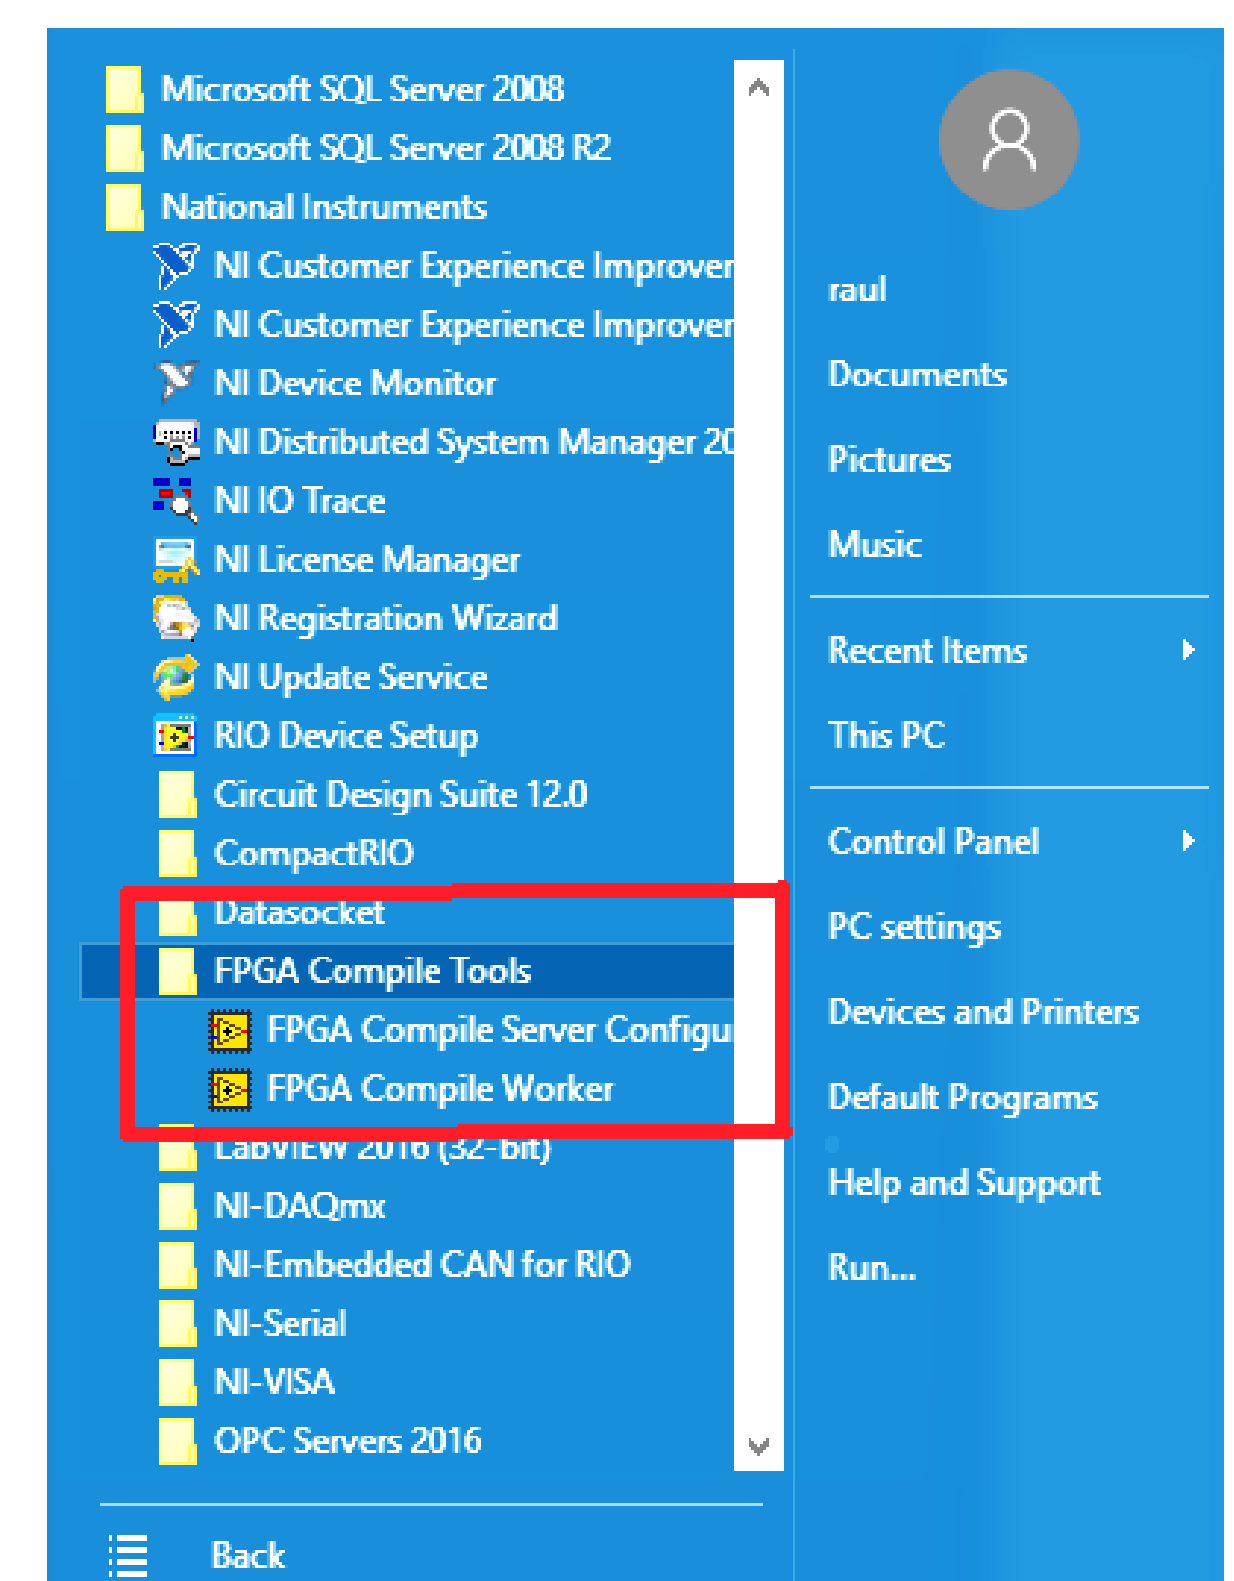 Microsoft SQL Server 2008
Microsoft SQL Server 2008 R2
National Instruments
NI Customer Experience Improver
NI Customer Experience Improver
NI Device Monitor
NI Distributed System Manager 20
NI IO Trace
NI License Manager
NI Registration Wizard
NI Update Service
RIO Device Setup
Circuit Design Suite 12.0
CompactRIO
Datasocket
FPGA Compile Tools
FPGA Compile Server Configu
FPGA Compile Worker
LabVIEW 2016 (32-bit)
NI-DAQmx
NI-Embedded CAN for RIO
NI-Serial
NI-VISA
OPC Servers 2016
Back
raul
Documents
Pictures
Music
Recent Items
This PC
Control Panel
PC settings
Devices and Printers
Default Programs
Help and Support
Run...